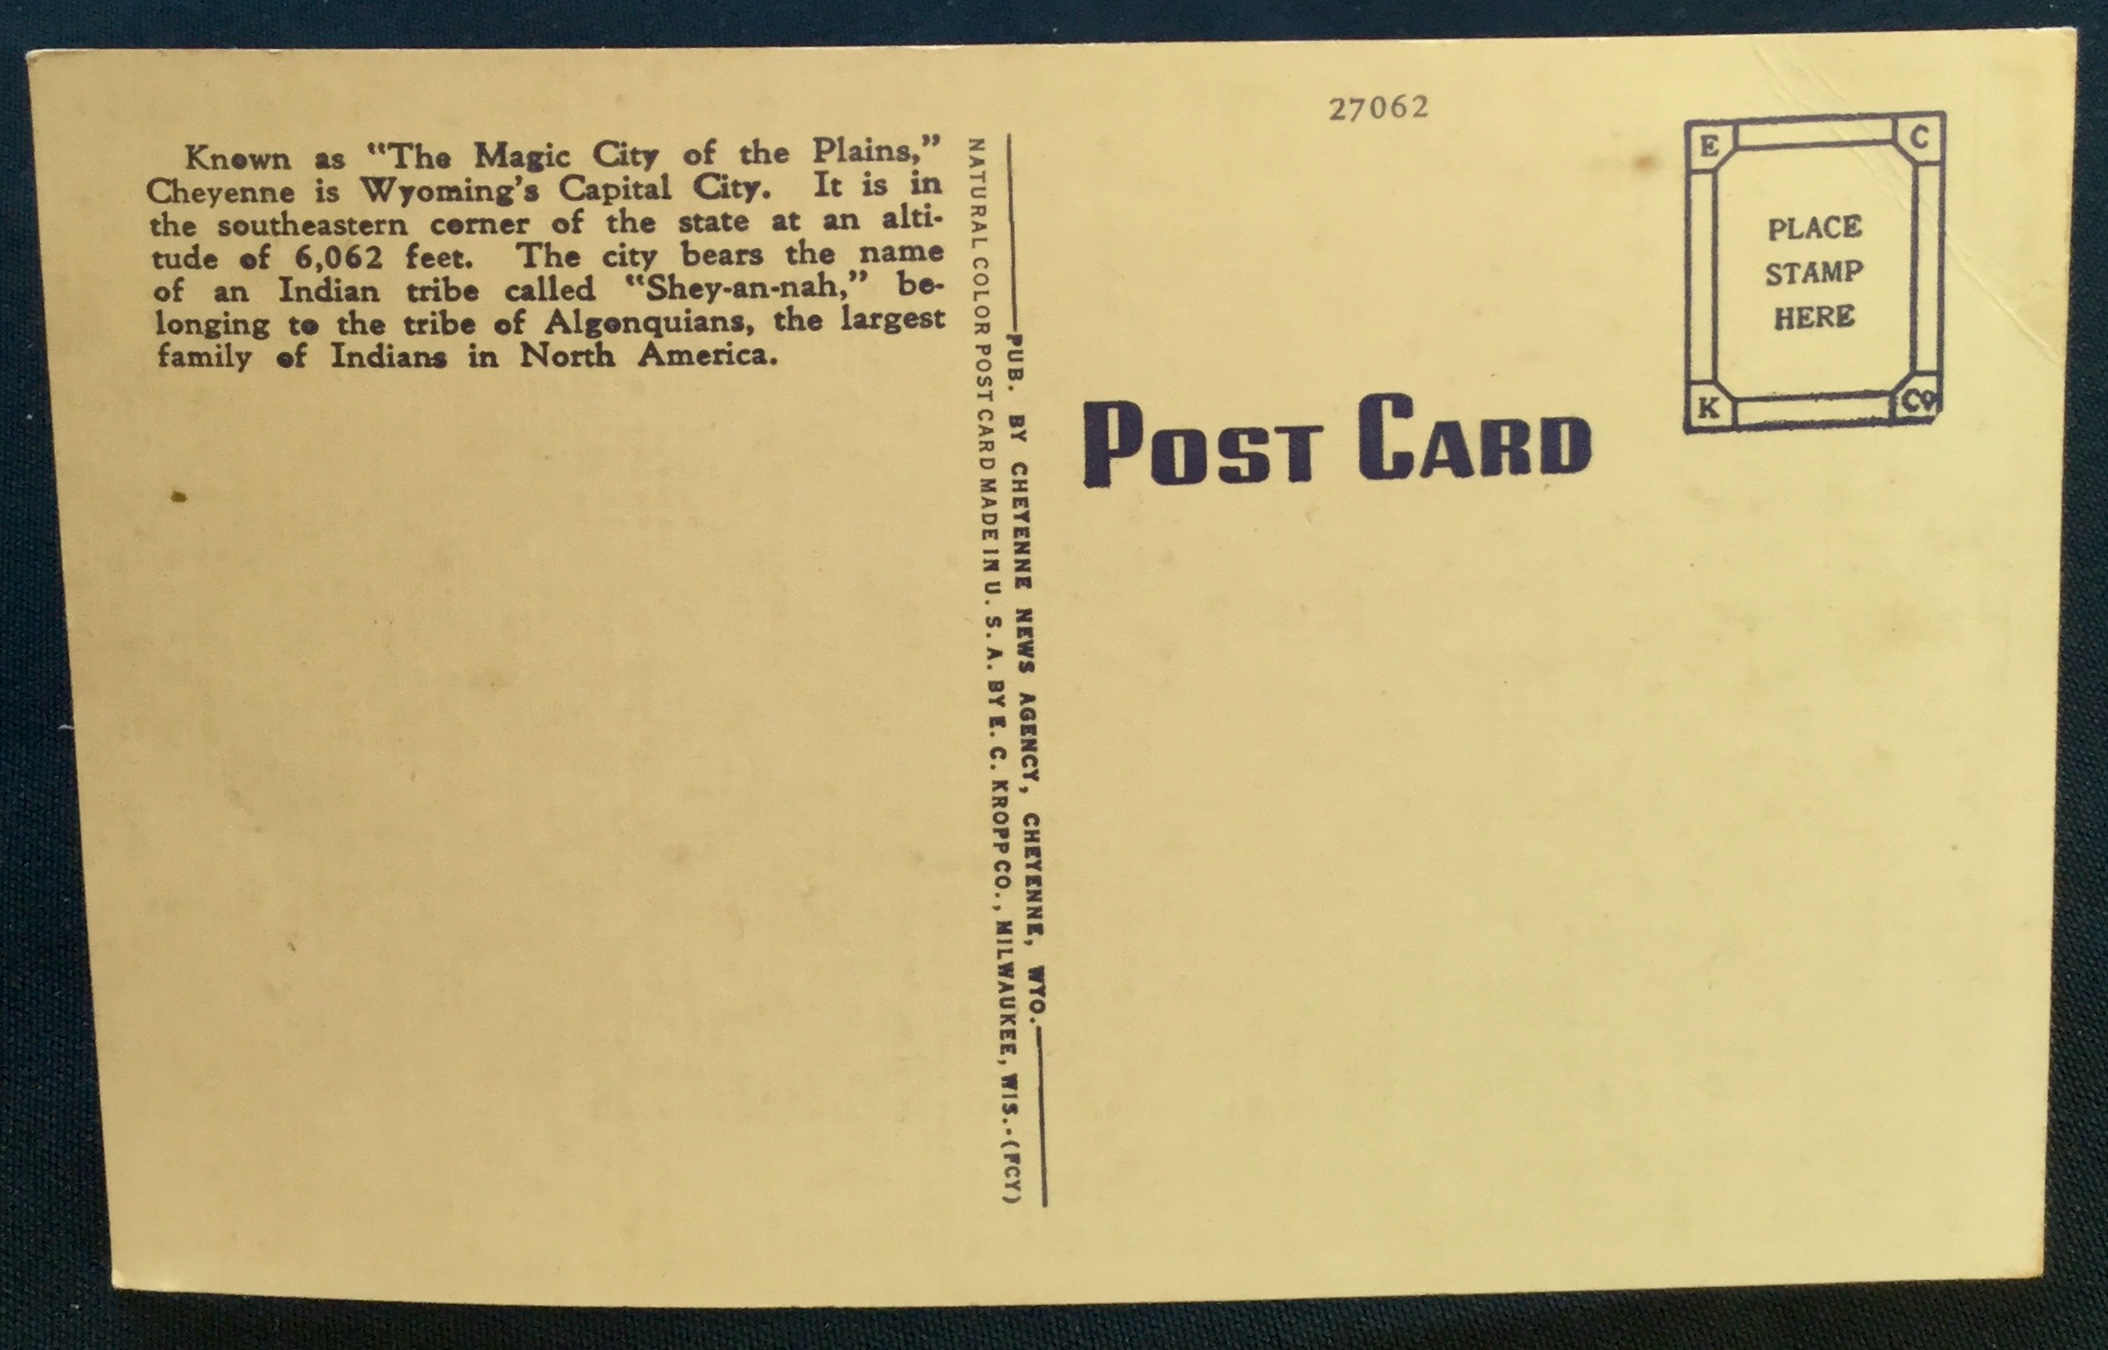 Known as "The Magic City of the Plains,"
Cheyenne is Wyoming's Capital City. It is in
the southeastern corner of the state at an alti-
tude of 6,062 feet. The city bears the name
of an Indian tribe called "Shey-an-nah," be-
longing to the tribe of Algonquians, the largest
family of Indians in North America.
NATURAL COLOR POST CARD MADE IN U. S. A. BY E. C. KROPP CO., MILWAUKEE, WIS.-(FCY)
PUB. BY CHEYENNE NEWS AGENCY, CHEYENNE, WYO.
27062
POST CARD
E C
PLACE
STAMP
HERE
K Co